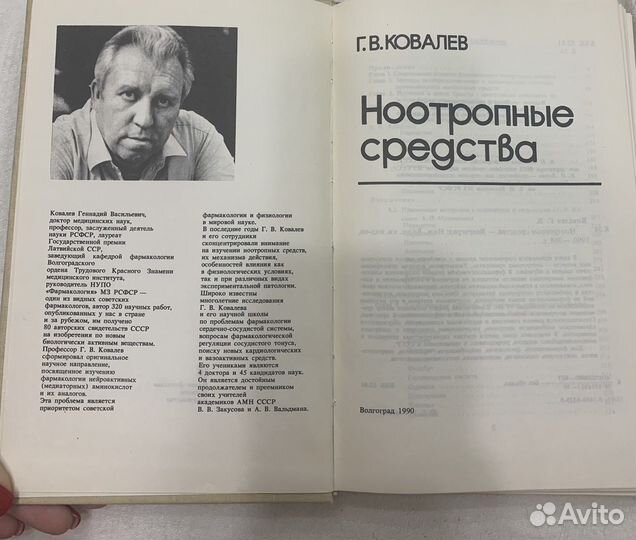 Ковалев Геннадий Васильевич,
доктор медицинских наук,
профессор, заслуженный деятель
науки РСФСР, лауреат
Государственной премии
Латвийской ССР,
заведующий кафедрой фармакологии
Волгоградского
ордена Трудового Красного Знамени
медицинского института,
руководитель НУПО
«Фармакология» МЗ РСФСР —
один из видных советских
фармакологов, автор 320 научных работ,
опубликованных у нас в стране
и за рубежом, им получено
80 авторских свидетельств СССР
на изобретения по новым
биологически активным веществам.
Профессор Г. В. Ковалев
сформировал оригинальное
научное направление,
посвященное изучению
фармакологии нейроактивных
(медиаторных) аминокислот
и их аналогов.
Эта проблема является
приоритетом советской
фармакологии и физиологии
в мировой науке.
В последние годы Г. В. Ковалев
и его сотрудники
сконцентрировали внимание
на изучении ноотропных средств,
их механизма действия,
особенностей влияния как
в физиологических условиях,
так и при различных видах
экспериментальной патологии.
Широко известны
многолетние исследования
Г. В. Ковалева
и его научной школы
по проблемам фармакологии
сердечно-сосудистой системы,
вопросам фармакологической
регуляции сосудистого тонуса,
поиску новых кардиологических
и вазоактивных средств.
Его учениками являются
4 доктора и 45 кандидатов наук.
Он является достойным
продолжателем и преемником
своих учителей
академиков АМН СССР
В. В. Закусова и А. В. Вальдмана.
Г. В. КОВАЛЕВ
Ноотропные
средства
Волгоград 1990
Avito